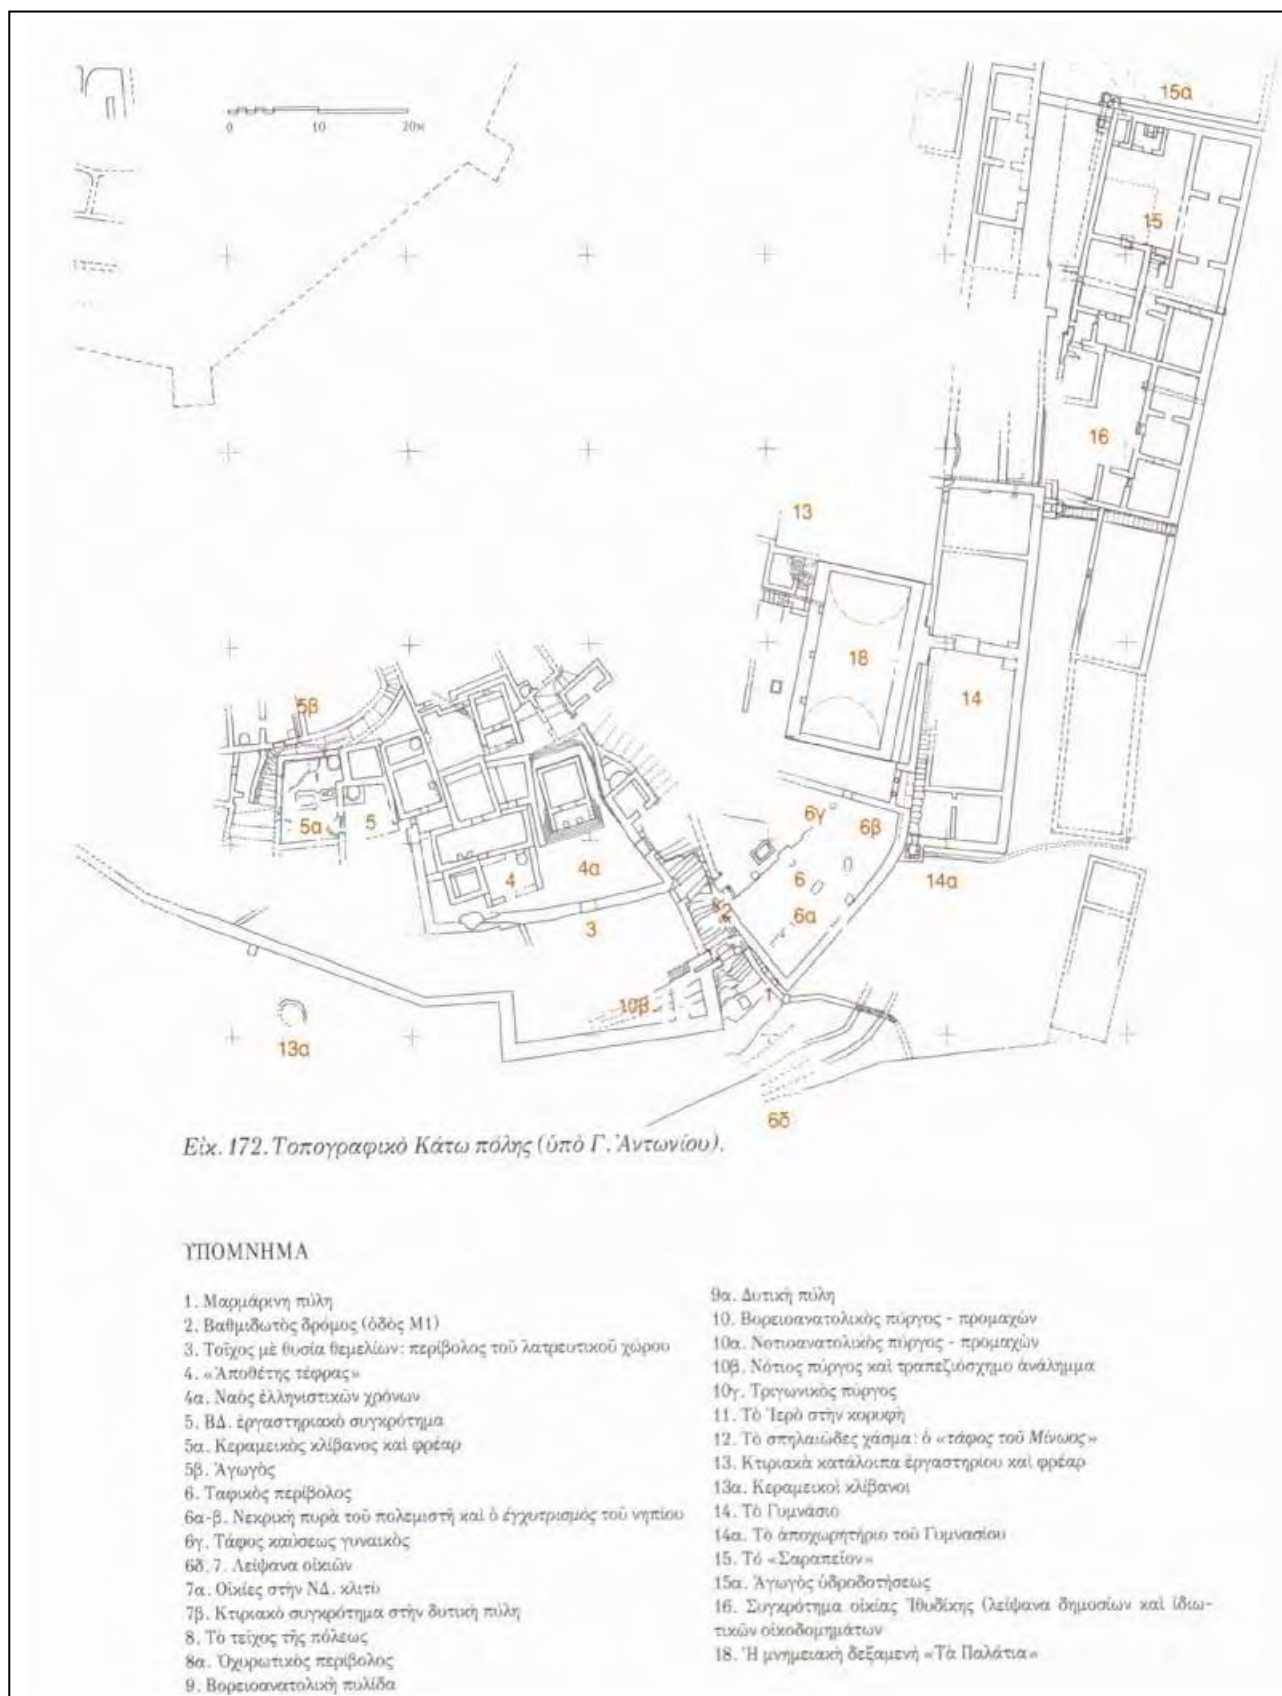 0 10 20м
15α
15
16
13
18
14
5β
5α
5
4
4α
3
6γ
6β
6
6α
14α
2
1
10β
13α
6δ
Εἰκ. 172. Τοπογραφικὸ Κάτω πόλης (ὑπὸ Γ. Ἀντωνίου).
ΥΠΟΜΝΗΜΑ
1. Μαρμάρινη πύλη
2. Βαθμιδωτὸς δρόμος (ὁδὸς Μ1)
3. Τοῖχος μὲ θυσία θεμελίων: περίβολος τοῦ λατρευτικοῦ χώρου
4. «Ἀποθέτης τέφρας»
4α. Ναὸς ἑλληνιστικῶν χρόνων
5. ΒΔ. ἐργαστηριακὸ συγκρότημα
5α. Κεραμεικὸς κλίβανος καὶ φρέαρ
5β. Ἀγωγὸς
6. Ταφικὸς περίβολος
6α-β. Νεκρικὴ πυρὰ τοῦ πολεμιστῆ καὶ ὁ ἐγχυτρισμὸς τοῦ νηπίου
6γ. Τάφος καύσεως γυναικὸς
6δ. 7. Λείψανα οἰκιῶν
7α. Οἰκίες στὴν ΝΔ. κλιτὺ
7β. Κτιριακὸ συγκρότημα στὴν δυτικὴ πύλη
8. Τὸ τεῖχος τῆς πόλεως
8α. Ὀχυρωτικὸς περίβολος
9. Βορειοανατολικὴ πυλίδα
9α. Δυτικὴ πύλη
10. Βορειοανατολικὸς πύργος - προμαχὼν
10α. Νοτιοανατολικὸς πύργος - προμαχὼν
10β. Νότιος πύργος καὶ τραπεζιόσχημο ἀνάλημμα
10γ. Τριγωνικὸς πύργος
11. Τὸ Ἱερὸ στὴν κορυφὴ
12. Τὸ σπηλαιῶδες χάσμα: ὁ «τάφος τοῦ Μίνωος»
13. Κτιριακὰ κατάλοιπα ἐργαστηρίου καὶ φρέαρ
13α. Κεραμεικοὶ κλίβανοι
14. Τὸ Γυμνάσιο
14α. Τὸ ἀποχωρητήριο τοῦ Γυμνασίου
15. Τὸ «Σαραπεῖον»
15α. Ἀγωγὸς ὑδροδοτήσεως
16. Συγκρότημα οἰκίας Ἰθυδίκης (λείψανα δημοσίων καὶ ἰδιω-
τικῶν οἰκοδομημάτων
18. Ἡ μνημειακὴ δεξαμενὴ «Τὰ Παλάτια»